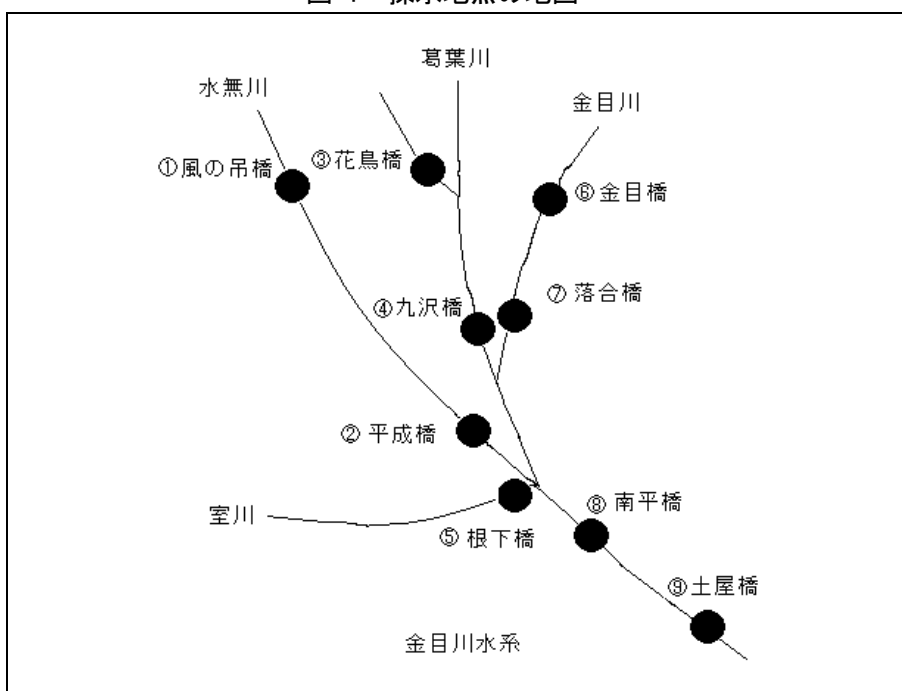 葛葉川
水無川
金目川
①風の吊橋
③花鳥橋
⑥金目橋
④九沢橋
⑦落合橋
②平成橋
室川
⑤根下橋
⑧南平橋
⑨土屋橋
金目川水系